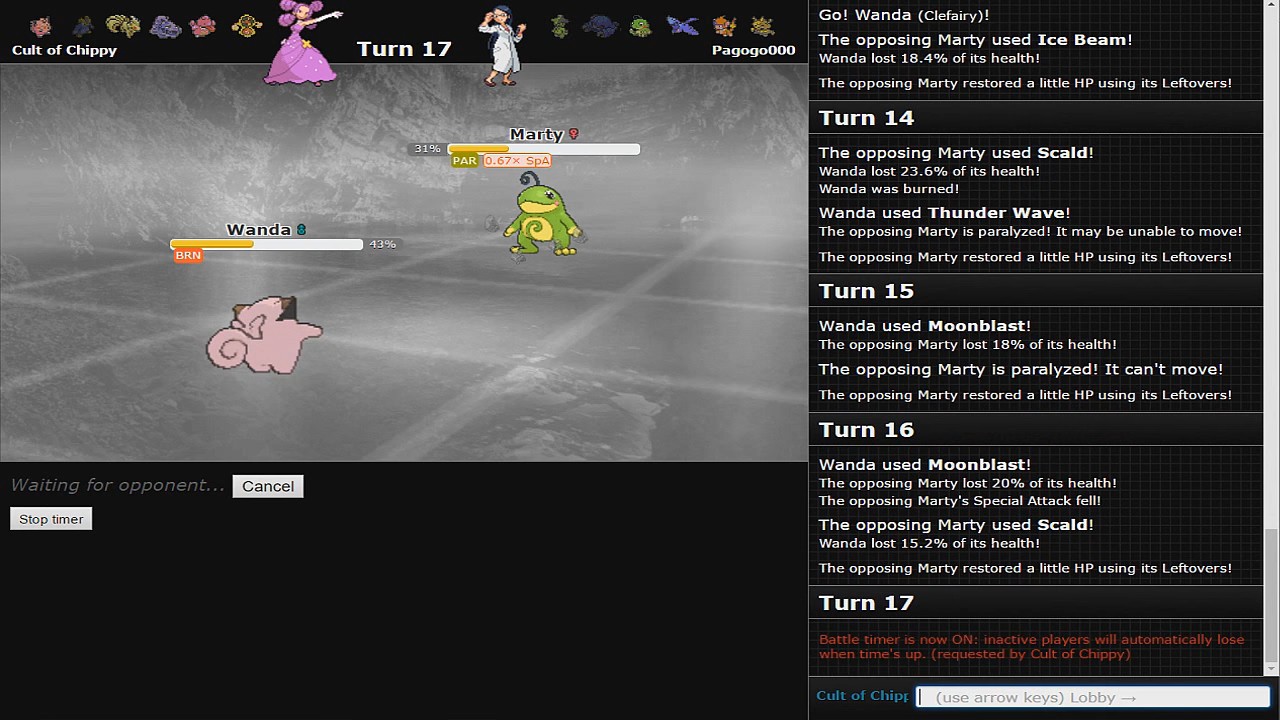 Cult of Chippy
Turn 17
Pagogo000
Marty
31%
PAR 0.67× SpA
Wanda
43%
BRN
Waiting for opponent... Cancel
Stop timer
Go! Wanda (Clefairy)!
The opposing Marty used Ice Beam!
Wanda lost 18.4% of its health!
The opposing Marty restored a little HP using its Leftovers!
Turn 14
The opposing Marty used Scald!
Wanda lost 23.6% of its health!
Wanda was burned!
Wanda used Thunder Wave!
The opposing Marty is paralyzed! It may be unable to move!
The opposing Marty restored a little HP using its Leftovers!
Turn 15
Wanda used Moonblast!
The opposing Marty lost 18% of its health!
The opposing Marty is paralyzed! It can't move!
The opposing Marty restored a little HP using its Leftovers!
Turn 16
Wanda used Moonblast!
The opposing Marty lost 20% of its health!
The opposing Marty's Special Attack fell!
The opposing Marty used Scald!
Wanda lost 15.2% of its health!
The opposing Marty restored a little HP using its Leftovers!
Turn 17
Battle timer is now ON: inactive players will automatically lose
when time's up. (requested by Cult of Chippy)
Cult of Chipp (use arrow keys) Lobby →